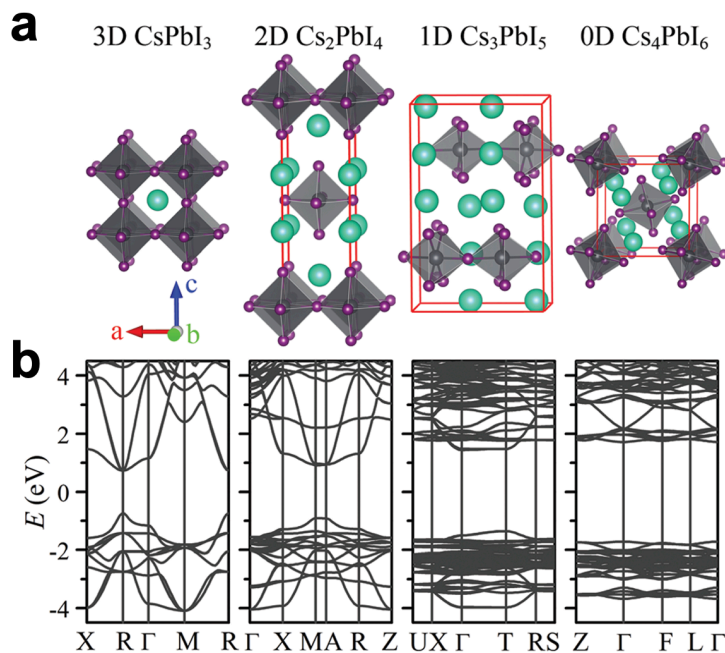 a
3D CsPbI₃ 2D Cs₂PbI₄ 1D Cs₃PbI₅ 0D Cs₄PbI₆
c
a b
b
4
2
0
-2
-4
E (eV)
X R Γ M R Γ X M A R Z U X Γ T R S Z Γ F L Γ